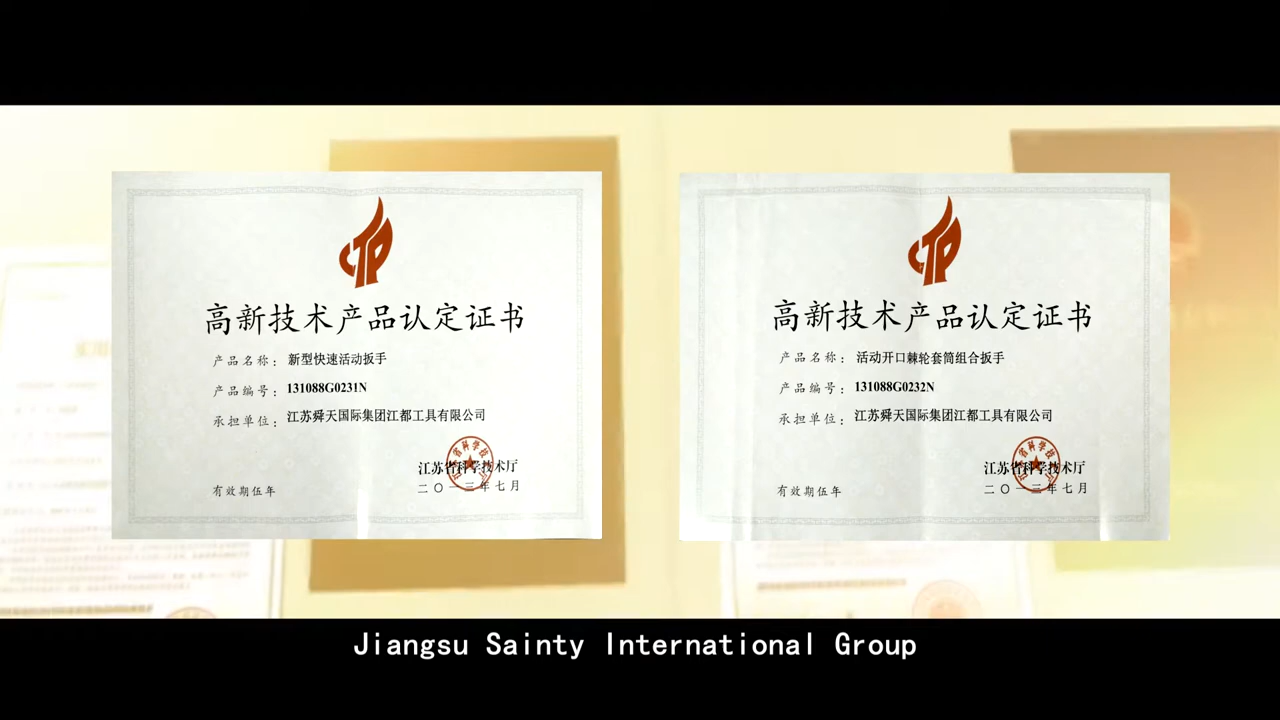 高新技术产品认定证书
产品名称：新型快速活动扳手
产品编号：131088G0231N
承担单位：江苏舜天国际集团江都工具有限公司
江苏省科学技术厅
有效期伍年
二〇一三年七月
高新技术产品认定证书
产品名称：活动开口棘轮套筒组合扳手
产品编号：131088G0232N
承担单位：江苏舜天国际集团江都工具有限公司
江苏省科学技术厅
有效期伍年
二〇一三年七月
Jiangsu Sainty International Group